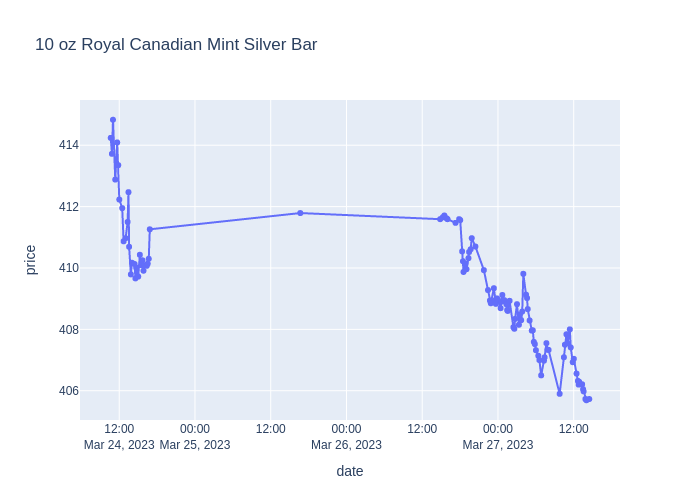 10 oz Royal Canadian Mint Silver Bar
414
412
410
408
406
price
12:00 00:00 12:00 00:00 12:00 00:00 12:00
Mar 24, 2023 Mar 25, 2023 Mar 26, 2023 Mar 27, 2023
date